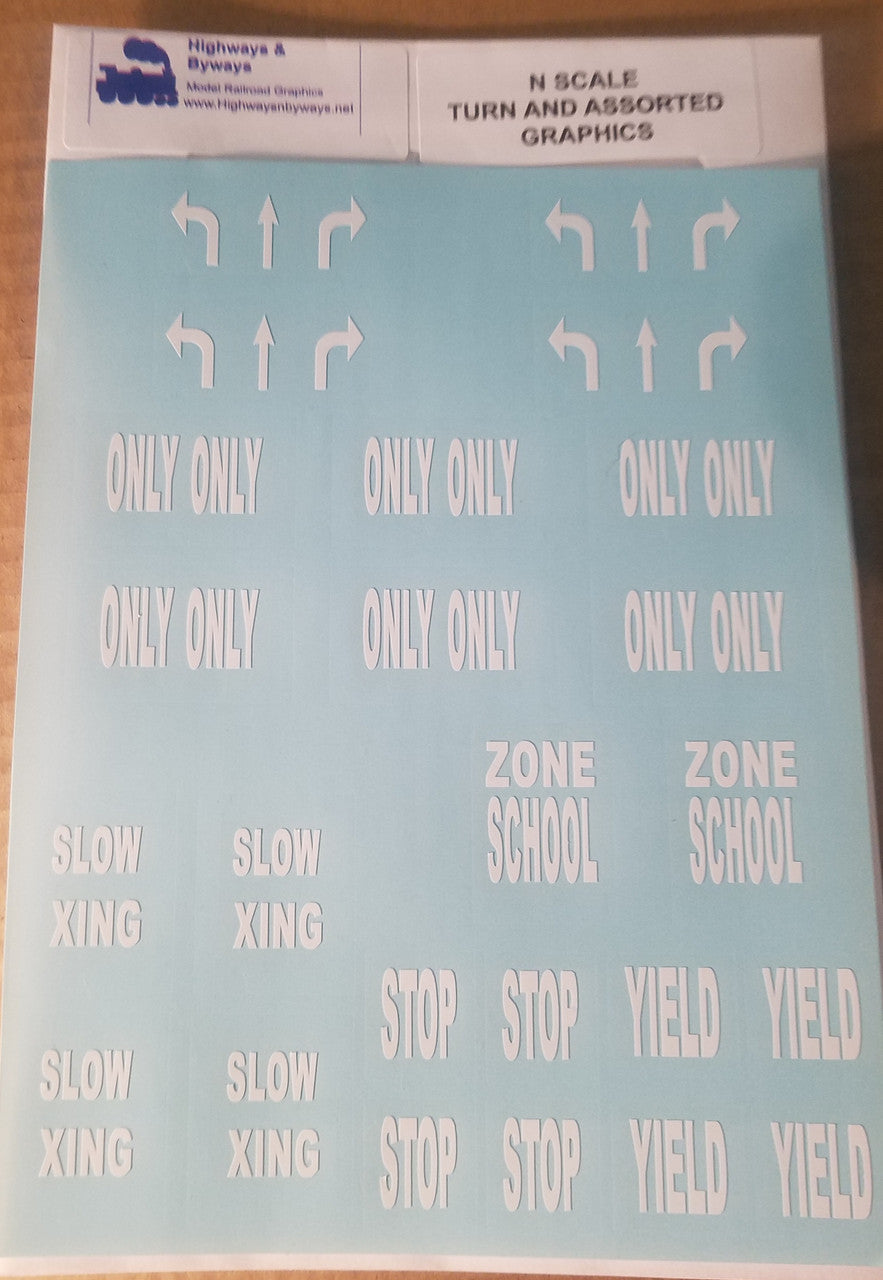 Highways &
Byways
Model Railroad Graphics
www.Highwaysnbyways.net
N SCALE
TURN AND ASSORTED
GRAPHICS
ONLY ONLY ONLY ONLY ONLY ONLY
ONLY ONLY ONLY ONLY ONLY ONLY
ZONE ZONE
SCHOOL SCHOOL
SLOW SLOW
XING XING
STOP STOP YIELD YIELD
SLOW SLOW
XING XING
STOP STOP YIELD YIELD